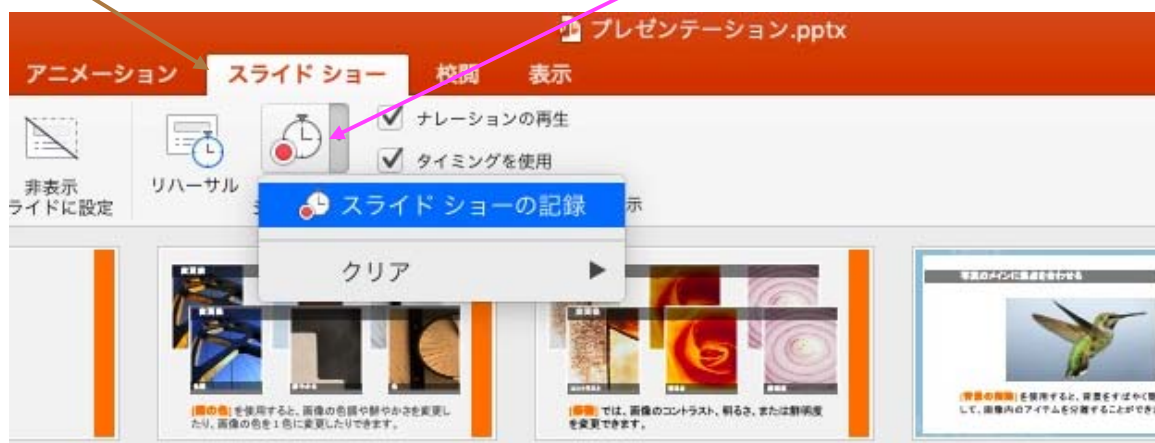 プレゼンテーション.pptx
アニメーション スライド ショー 校閲 表示
ナレーションの再生
タイミングを使用
非表示
ライドに設定
リハーサル
スライド ショーの記録
示
クリア
写真のメインに焦点を合わせる
[図の色] を使用すると、画像の色調や鮮やかさを変更し
たり、画像の色を1色に変更したりできます。
では、画像のコントラスト、明るさ、または鮮明度
を変更できます。
[背景の削除] を使用すると、背景をすばやく
して、画像内のアイテムを分離することができ